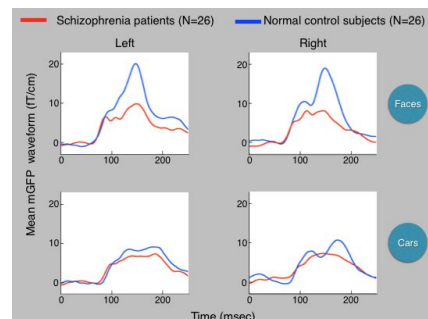 Schizophrenia patients (N=26) Normal control subjects (N=26)
Left Right
Mean mGFP waveform (fT/cm)
20
10
0
0 100 200
20
10
0
0 100 200
Faces
20
10
0
0 100 200
20
10
0
0 100 200
Cars
Time (msec)